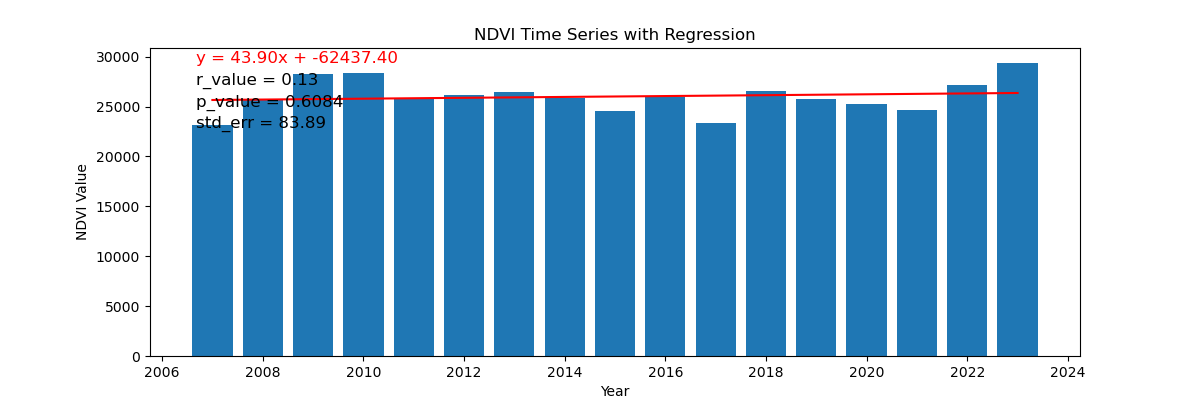 NDVI Time Series with Regression
y = 43.90x + -62437.40
r_value = 0.13
p_value = 0.6084
std_err = 83.89
NDVI Value
30000
25000
20000
15000
10000
5000
0
2006 2008 2010 2012 2014 2016 2018 2020 2022 2024
Year